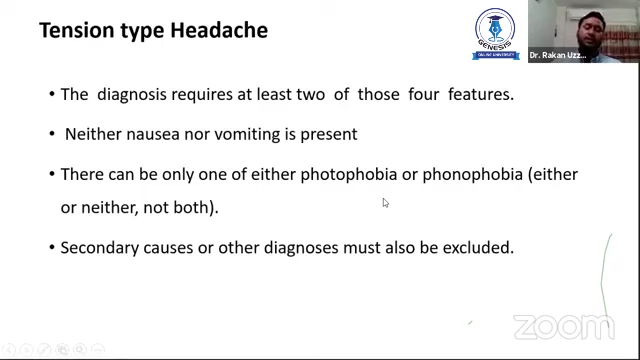 Tension type Headache
GENESIS
ONLINE UNIVERSITY
Dr. Rakan Uzz...
• The diagnosis requires at least two of those four features.
• Neither nausea nor vomiting is present
• There can be only one of either photophobia or phonophobia (either
or neither, not both).
• Secondary causes or other diagnoses must also be excluded.
zoom